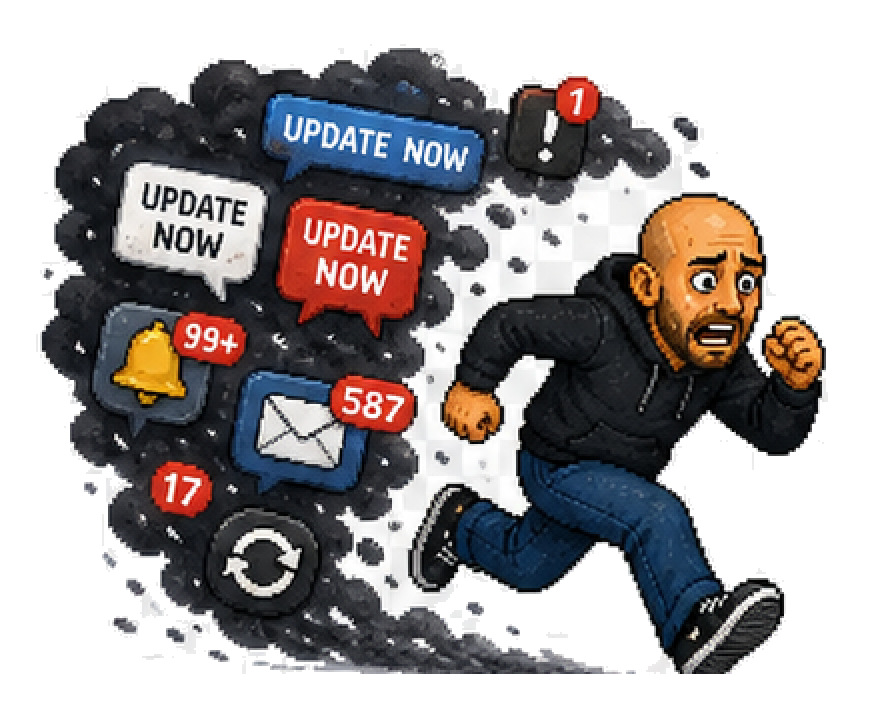 UPDATE NOW
1
!
UPDATE
NOW
UPDATE
NOW
99+
587
17